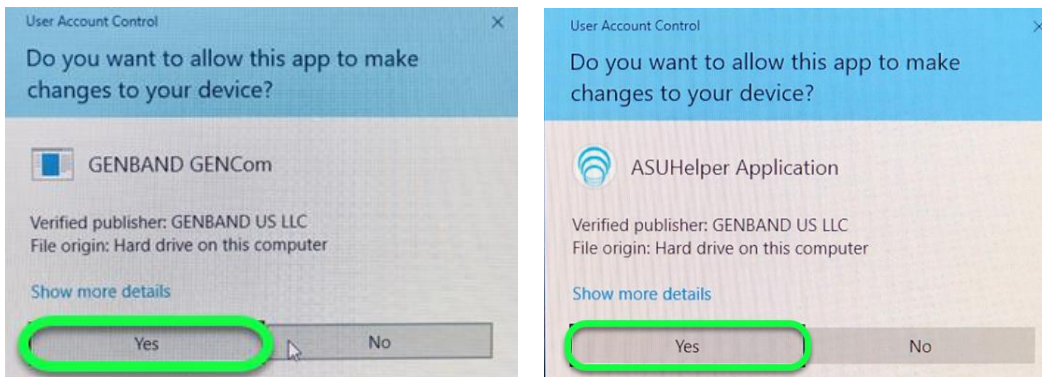 User Account Control
Do you want to allow this app to make
changes to your device?
GENBAND GENCom
Verified publisher: GENBAND US LLC
File origin: Hard drive on this computer
Show more details
Yes
No
User Account Control
Do you want to allow this app to make
changes to your device?
ASUHelper Application
Verified publisher: GENBAND US LLC
File origin: Hard drive on this computer
Show more details
Yes
No